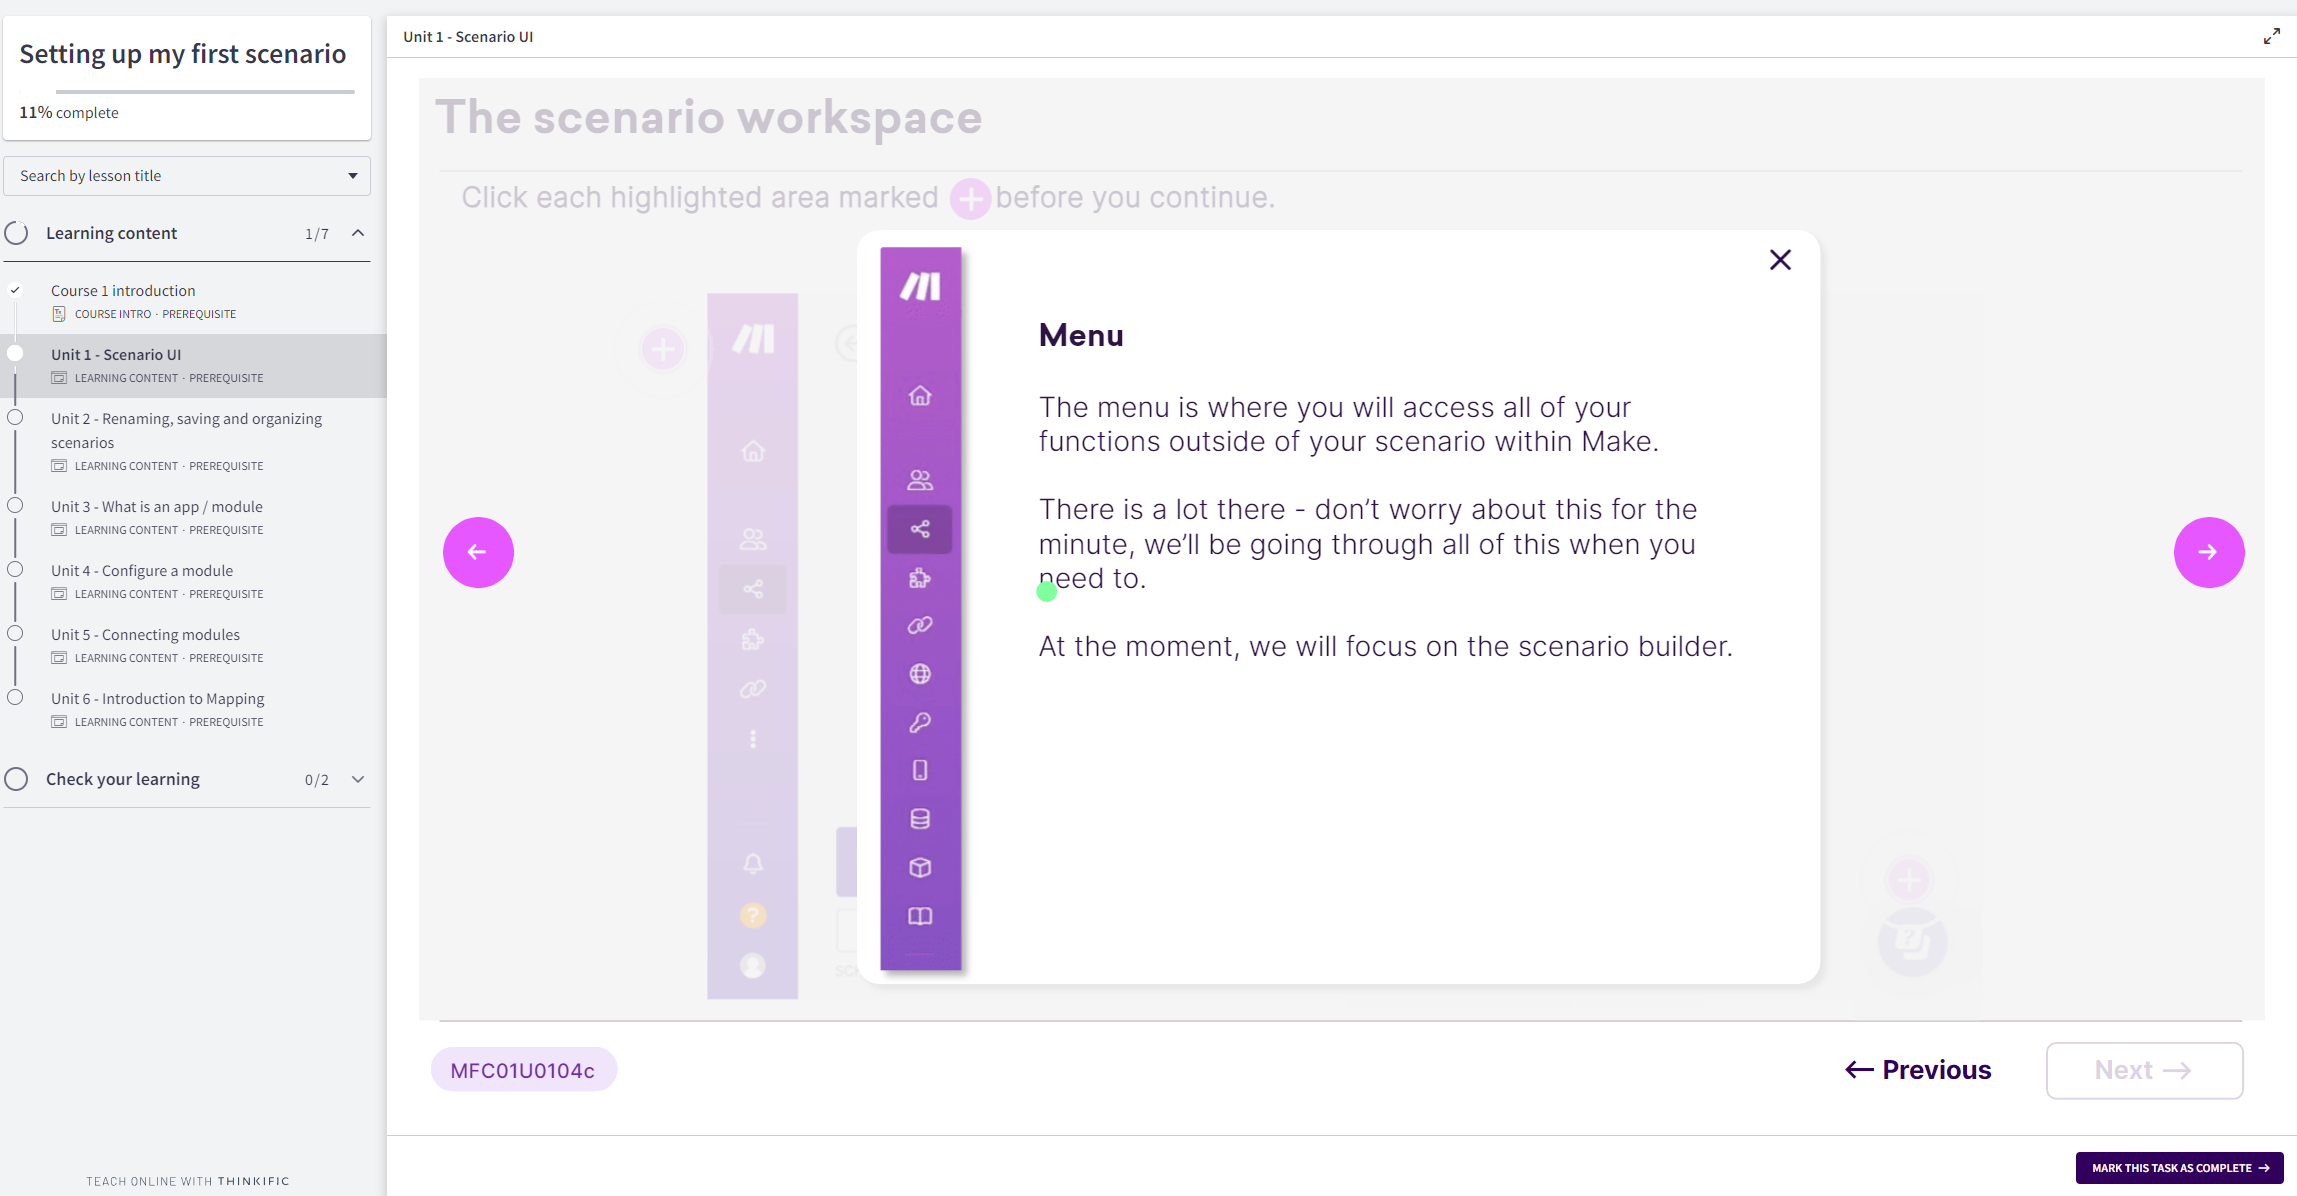 Setting up my first scenario
11% complete
Search by lesson title
Learning content 1/7
Course 1 introduction
COURSE INTRO · PREREQUISITE
Unit 1 - Scenario UI
LEARNING CONTENT · PREREQUISITE
Unit 2 - Renaming, saving and organizing
scenarios
LEARNING CONTENT · PREREQUISITE
Unit 3 - What is an app / module
LEARNING CONTENT · PREREQUISITE
Unit 4 - Configure a module
LEARNING CONTENT · PREREQUISITE
Unit 5 - Connecting modules
LEARNING CONTENT · PREREQUISITE
Unit 6 - Introduction to Mapping
LEARNING CONTENT · PREREQUISITE
Check your learning 0/2
TEACH ONLINE WITH THINKIFIC
Unit 1 - Scenario UI
The scenario workspace
Click each highlighted area marked + before you continue.
Menu
The menu is where you will access all of your
functions outside of your scenario within Make.
There is a lot there - don’t worry about this for the
minute, we’ll be going through all of this when you
need to.
At the moment, we will focus on the scenario builder.
MFC01U0104c
← Previous
Next →
MARK THIS TASK AS COMPLETE →